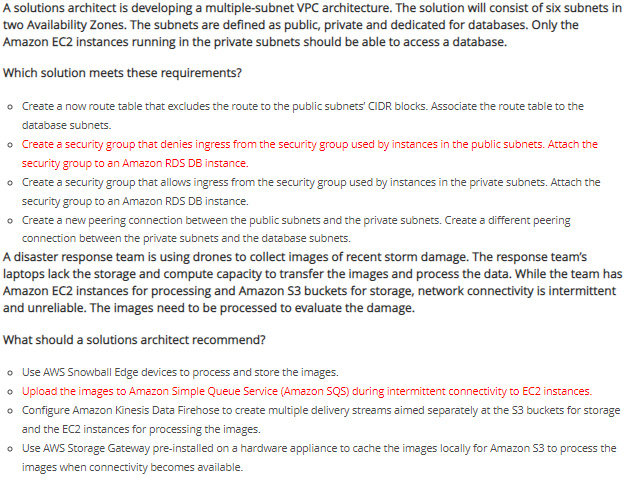 A solutions architect is developing a multiple-subnet VPC architecture. The solution will consist of six subnets in
two Availability Zones. The subnets are defined as public, private and dedicated for databases. Only the
Amazon EC2 instances running in the private subnets should be able to access a database.
Which solution meets these requirements?
Create a now route table that excludes the route to the public subnets’ CIDR blocks. Associate the route table to the
database subnets.
Create a security group that denies ingress from the security group used by instances in the public subnets. Attach the
security group to an Amazon RDS DB instance.
Create a security group that allows ingress from the security group used by instances in the private subnets. Attach the
security group to an Amazon RDS DB instance.
Create a new peering connection between the public subnets and the private subnets. Create a different peering
connection between the private subnets and the database subnets.
A disaster response team is using drones to collect images of recent storm damage. The response team’s
laptops lack the storage and compute capacity to transfer the images and process the data. While the team has
Amazon EC2 instances for processing and Amazon S3 buckets for storage, network connectivity is intermittent
and unreliable. The images need to be processed to evaluate the damage.
What should a solutions architect recommend?
Use AWS Snowball Edge devices to process and store the images.
Upload the images to Amazon Simple Queue Service (Amazon SQS) during intermittent connectivity to EC2 instances.
Configure Amazon Kinesis Data Firehose to create multiple delivery streams aimed separately at the S3 buckets for storage
and the EC2 instances for processing the images.
Use AWS Storage Gateway pre-installed on a hardware appliance to cache the images locally for Amazon S3 to process the
images when connectivity becomes available.